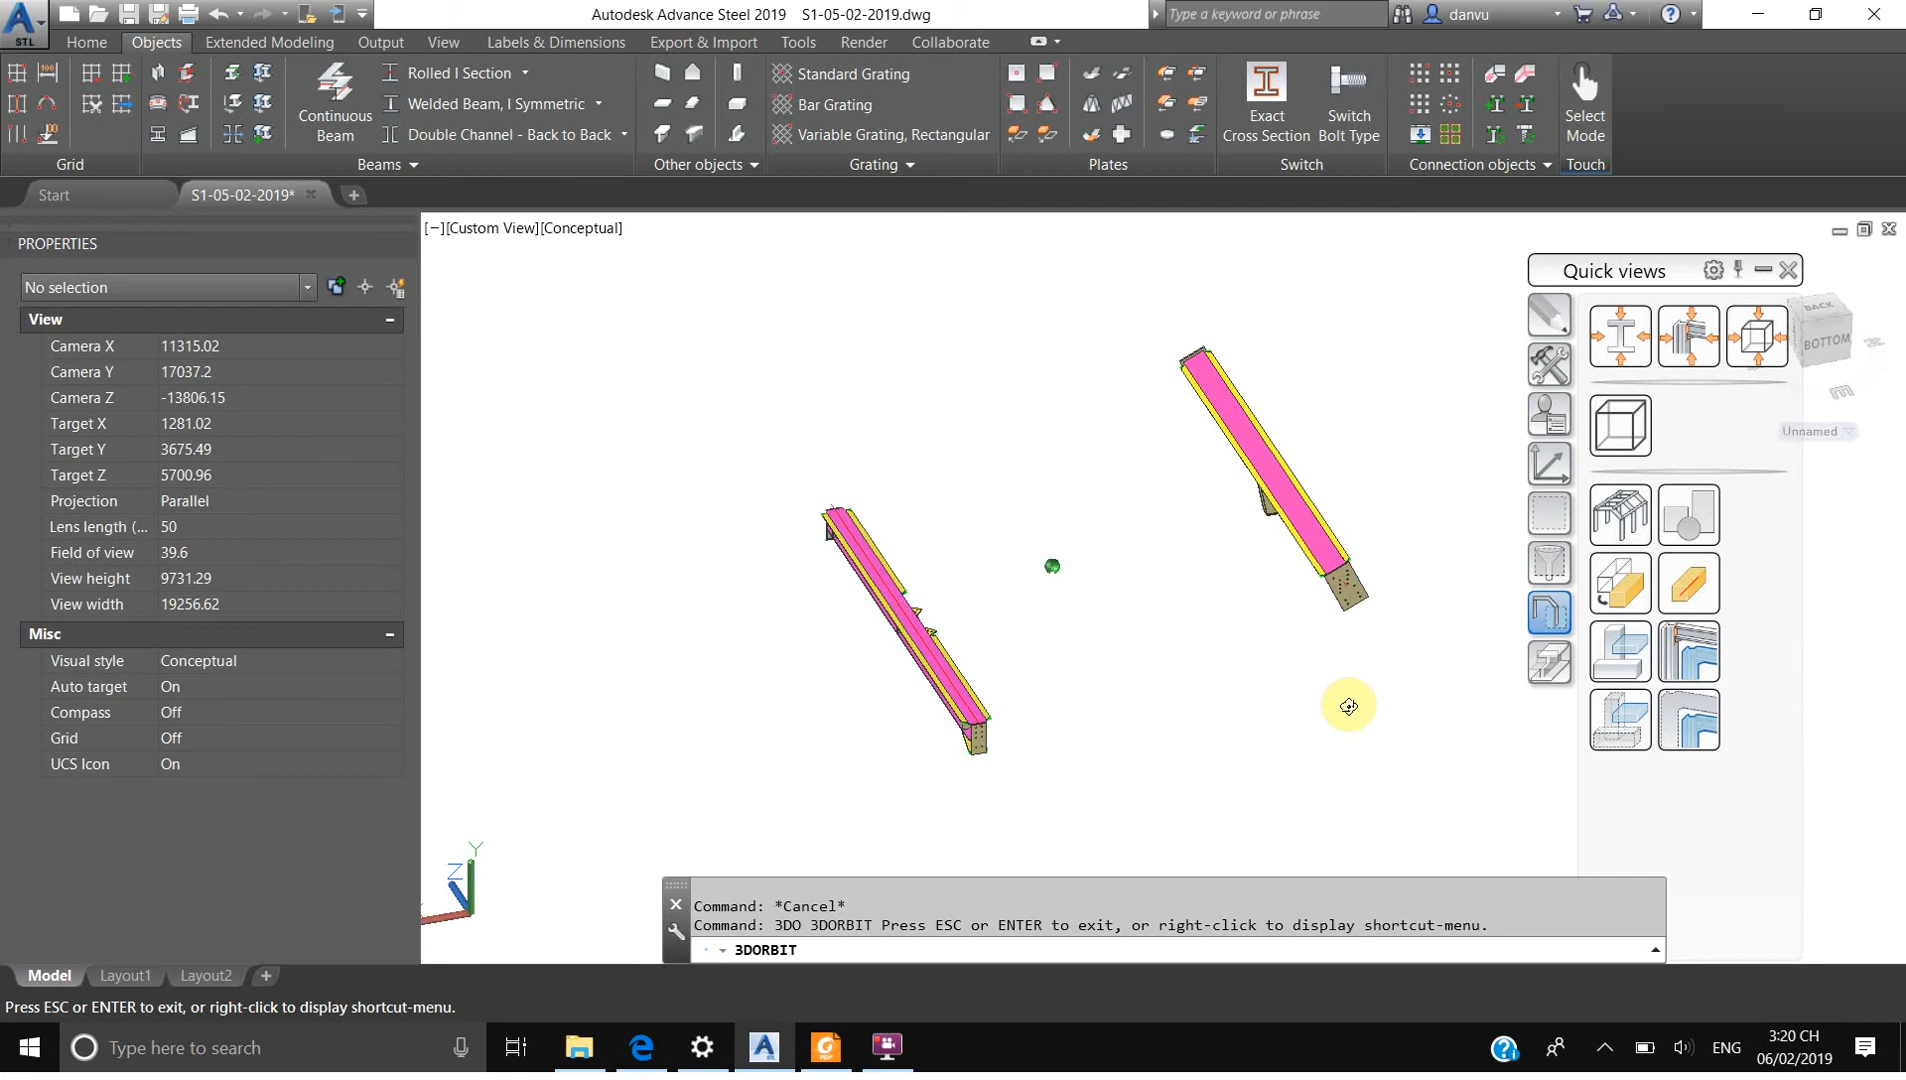 Autodesk Advance Steel 2019 S1-05-02-2019.dwg
Type a keyword or phrase
danvu
STL
Home Objects Extended Modeling Output View Labels & Dimensions Export & Import Tools Render Collaborate
Continuous Beam
Rolled I Section
Welded Beam, I Symmetric
Double Channel - Back to Back
Standard Grating
Bar Grating
Variable Grating, Rectangular
Exact Cross Section
Switch Bolt Type
Select Mode
Grid Beams Other objects Grating Plates Switch Connection objects Touch
Start S1-05-02-2019*
PROPERTIES
No selection
View
Camera X 11315.02
Camera Y 17037.2
Camera Z -13806.15
Target X 1281.02
Target Y 3675.49
Target Z 5700.96
Projection Parallel
Lens length (... 50
Field of view 39.6
View height 9731.29
View width 19256.62
Misc
Visual style Conceptual
Auto target On
Compass Off
Grid Off
UCS Icon On
[−][Custom View][Conceptual]
Quick views
BACK
BOTTOM
Unnamed
Y
Z
Command: *Cancel*
Command: 3DO 3DORBIT Press ESC or ENTER to exit, or right-click to display shortcut-menu.
3DORBIT
Model Layout1 Layout2
Press ESC or ENTER to exit, or right-click to display shortcut-menu.
Type here to search
ENG
3:20 CH
06/02/2019